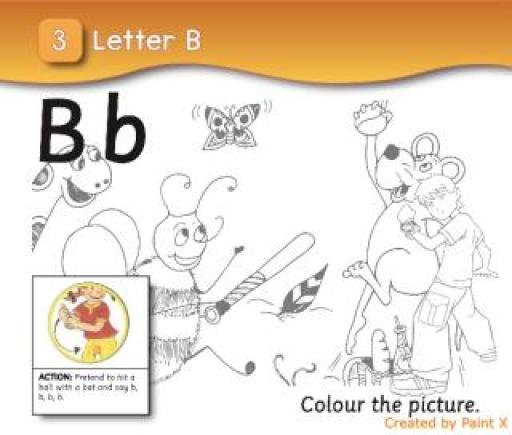 3 Letter B
B b
ACTION: Pretend to hit a
ball with a bat and say b,
b, b, b.
Colour the picture.
Created by Paint X